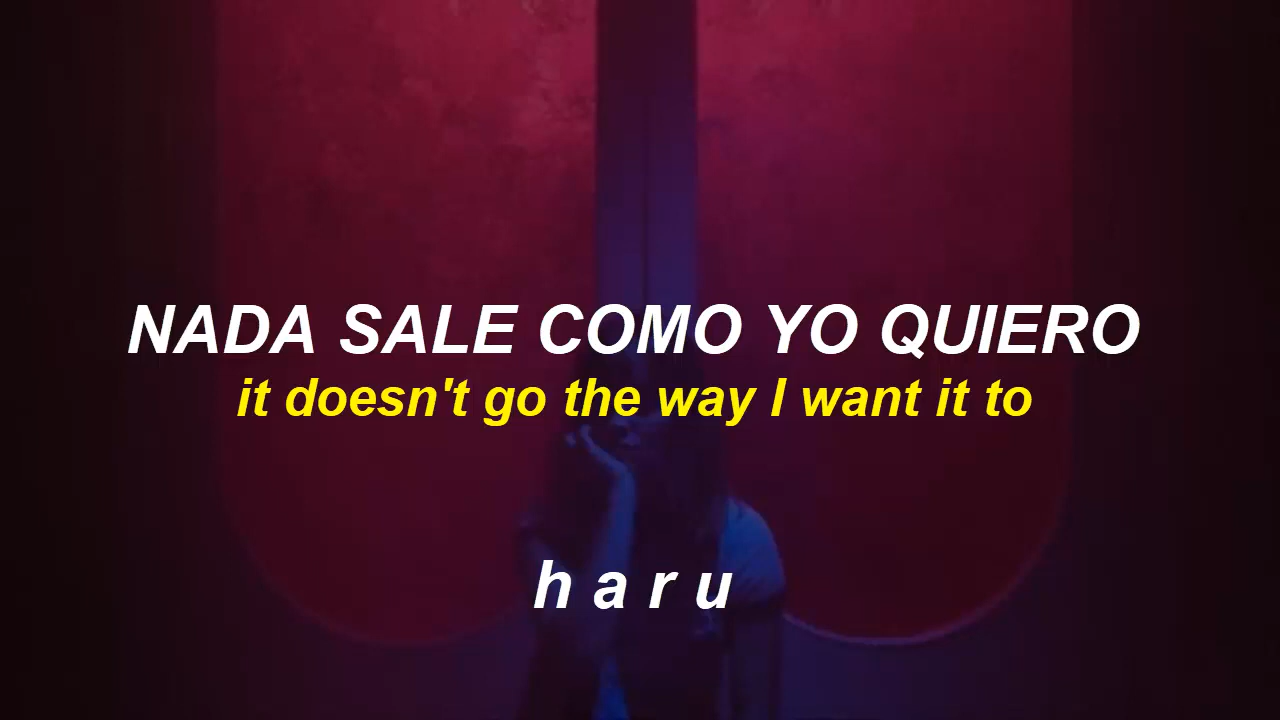 NADA SALE COMO YO QUIERO
it doesn't go the way I want it to
h a r u